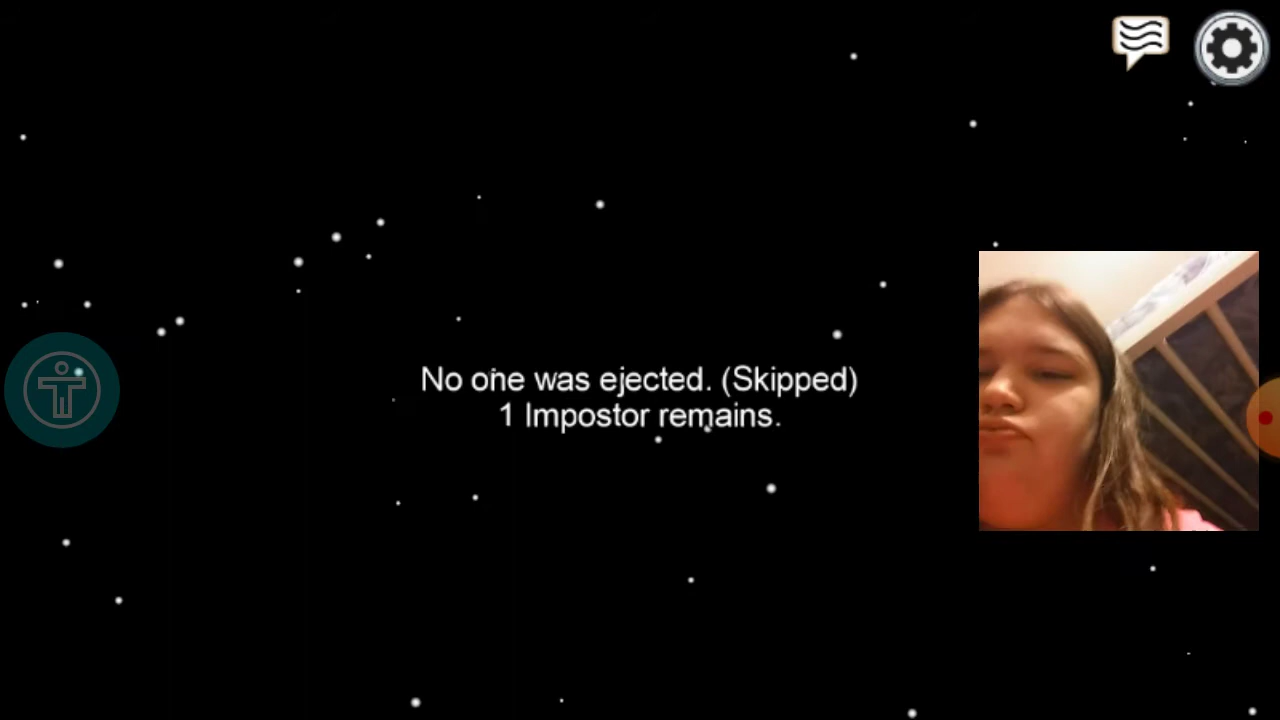 No one was ejected. (Skipped)
1 Impostor remains.